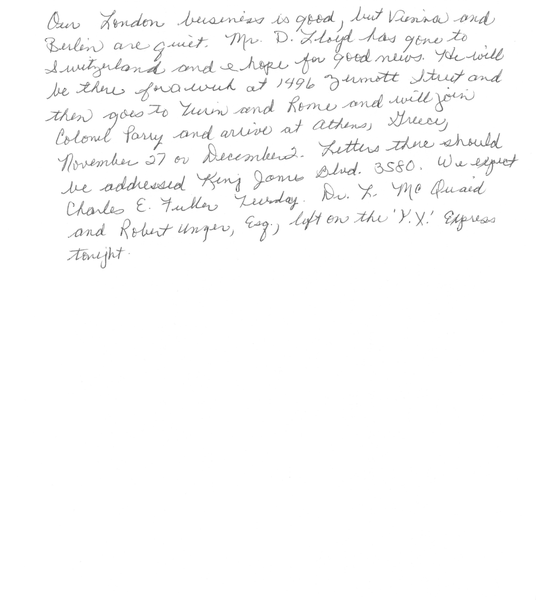 Our London business is good, but Vienna and
Berlin are quiet. Mr. D. Lloyd has gone to
Switzerland and I hope for good news. He will
be there for a week at 1496 Zermott Street and
then goes to Turin and Rome and will join
Colonel Parry and arrive at Athens, Greece,
November 27 or December 2. Letters there should
be addressed King James Blvd. 3580. We expect
Charles E. Fuller Tuesday. Dr. L. McQuaid
and Robert Unger, Esq., left on the 'Y.X.' Express
tonight.